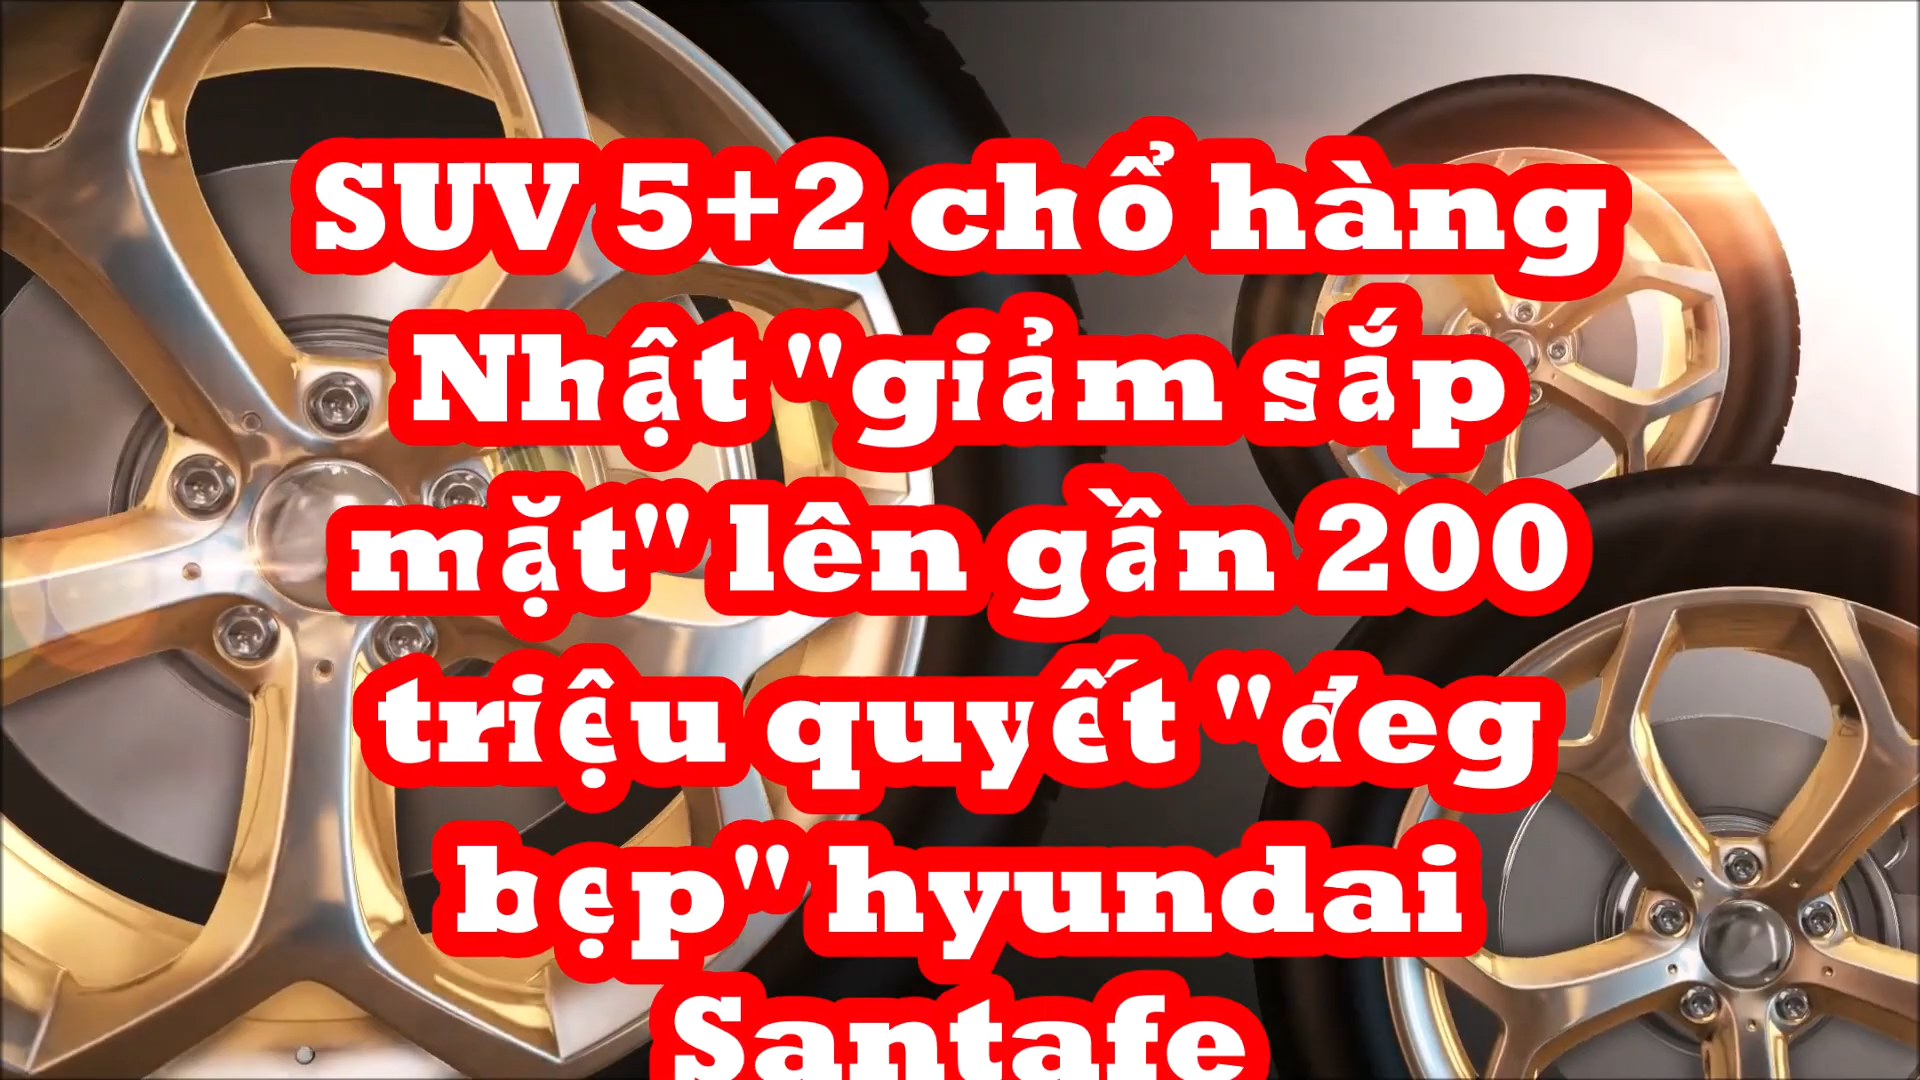 SUV 5+2 chổ hàng
Nhật "giảm sắp
mặt" lên gần 200
triệu quyết "đeg
bẹp" hyundai
Santafe